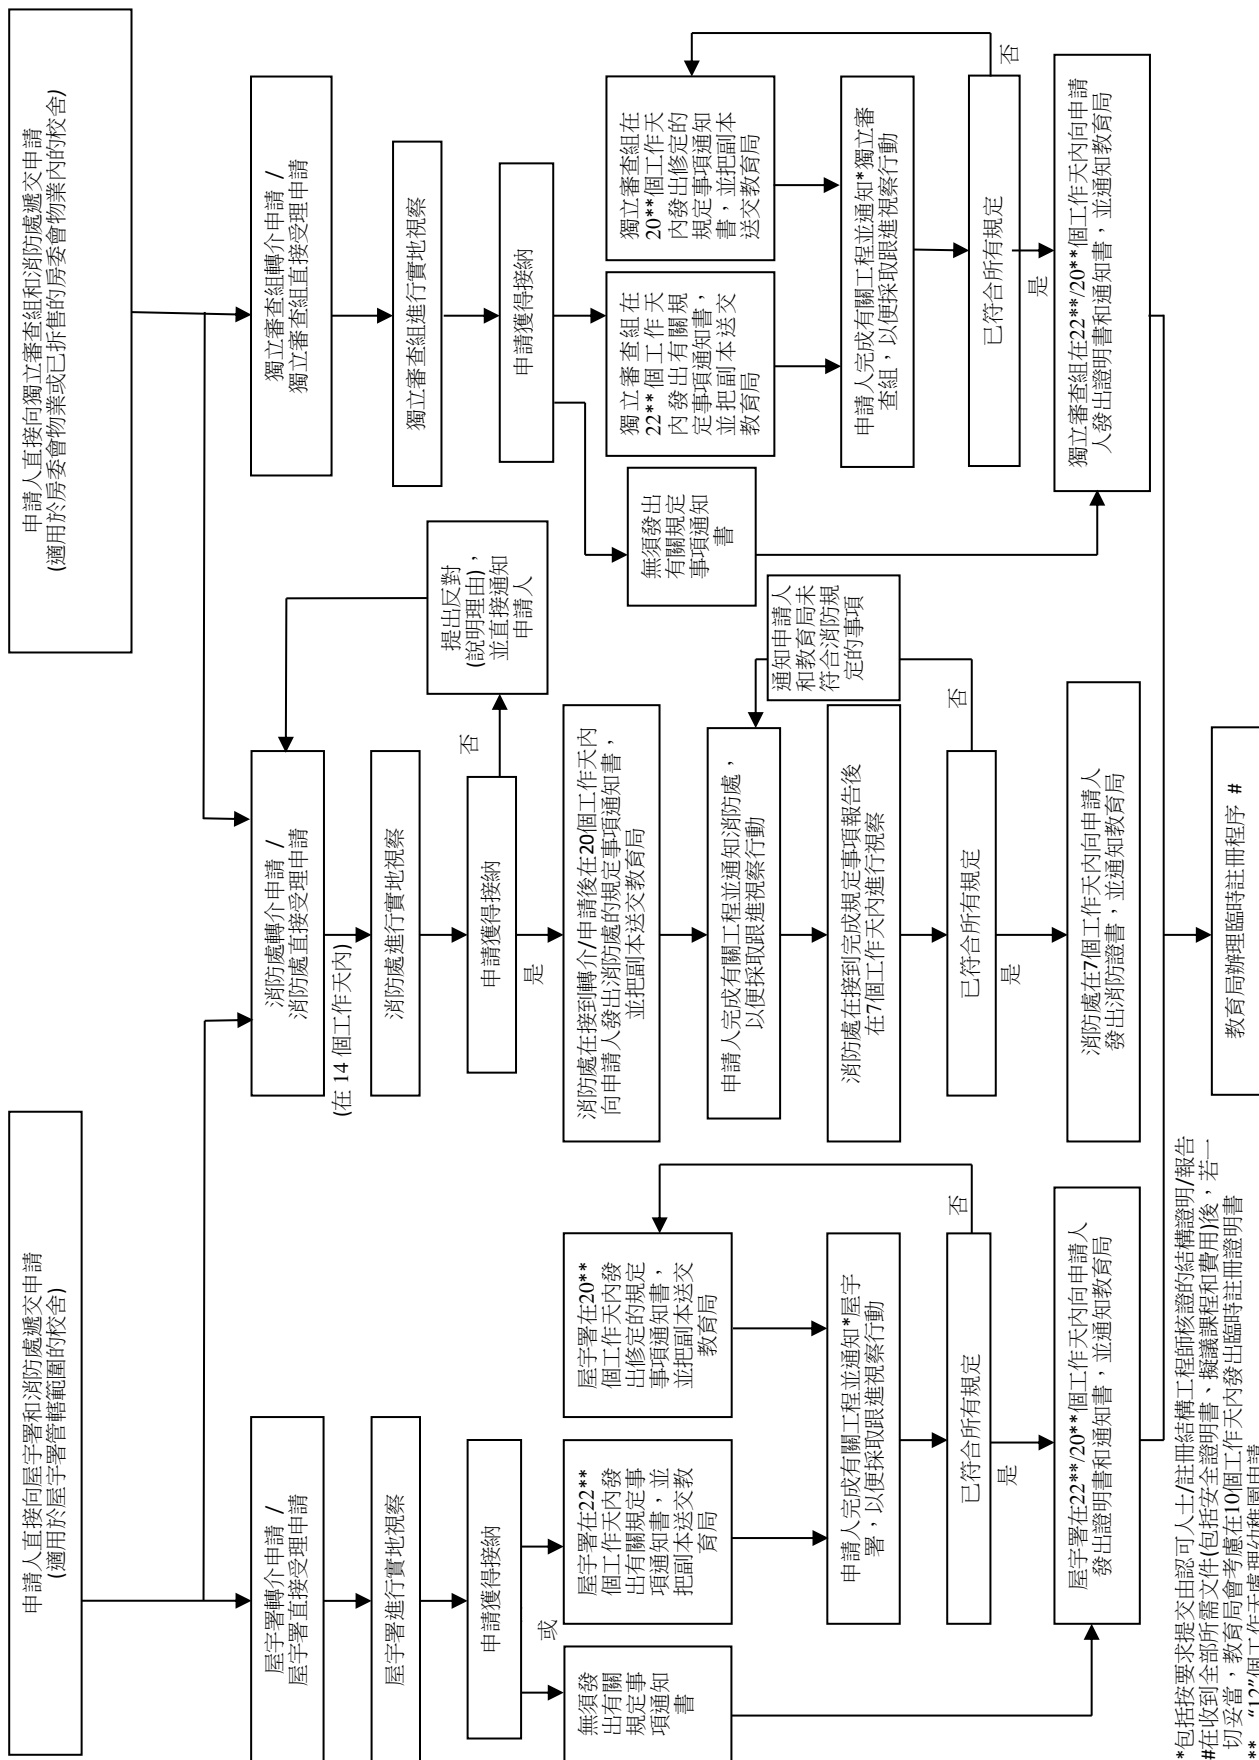 申請人直接向屋宇署和消防處遞交申請
(適用於屋宇署管轄範圍的校舍)
申請人直接向獨立審查組和消防處遞交申請
(適用於房委會物業或已拆售的房委會物業內的校舍)
屋宇署轉介申請 /
屋宇署直接受理申請
屋宇署進行實地視察
申請獲得接納
或
無須發
出有關
規定事
項通知
書
屋宇署在22**
個工作天內發
出有關規定事
項通知書，並
把副本送交教
育局
屋宇署在20**
個工作天內發
出修定的規定
事項通知書，
並把副本送交
教育局
申請人完成有關工程並通知*屋宇
署，以便採取跟進視察行動
已符合所有規定
否
是
屋宇署在22**/20**個工作天內向申請人
發出證明書和通知書，並通知教育局
消防處轉介申請 /
消防處直接受理申請
(在 14 個工作天內)
消防處進行實地視察
申請獲得接納
否
是
提出反對
(說明理由)，
並直接通知
申請人
消防處在接到轉介/申請後在20個工作天內
向申請人發出消防處的規定事項通知書，
並把副本送交教育局
申請人完成有關工程並通知消防處，
以便採取跟進視察行動
通知申請人
和教育局未
符合消防規
定的事項
消防處在接到完成規定事項報告後
在7個工作天內進行視察
已符合所有規定
否
是
消防處在7個工作天內向申請人
發出消防證書，並通知教育局
獨立審查組轉介申請 /
獨立審查組直接受理申請
獨立審查組進行實地視察
申請獲得接納
無須發出
有關規定
事項通知
書
獨立審查組在
22**個工作天
內發出有關規
定事項通知書，
並把副本送交
教育局
獨立審查組在
20**個工作天
內發出修定的
規定事項通知
書，並把副本
送交教育局
申請人完成有關工程並通知*獨立審
查組，以便採取跟進視察行動
已符合所有規定
否
是
獨立審查組在22**/20**個工作天內向申請
人發出證明書和通知書，並通知教育局
教育局辦理臨時註冊程序 #
*包括按要求提交由認可人士/註冊結構工程師核證的結構證明/報告
#在收到全部所需文件(包括安全證明書、擬議課程和費用)後，若一
切妥當，教育局會考慮在10個工作天內發出臨時註冊證明書
** "12"個工作天處理幼稚園申請